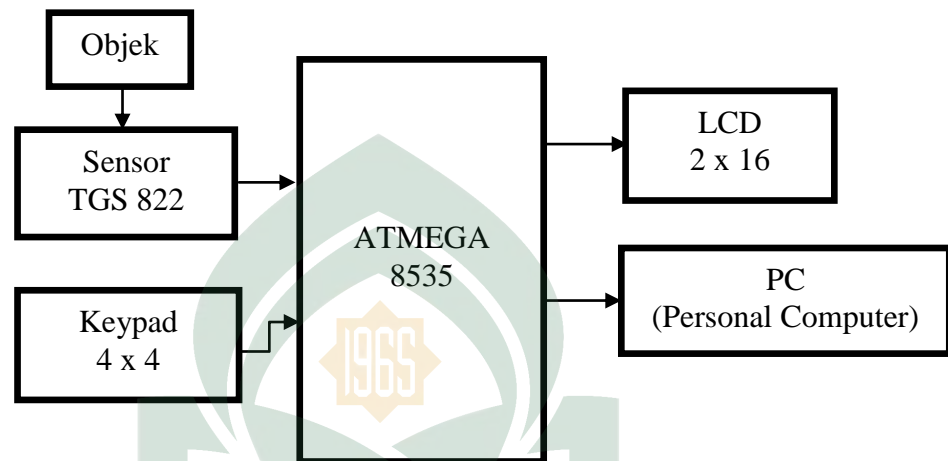 Objek
Sensor
TGS 822
Keypad
4 x 4
ATMEGA
8535
1965
LCD
2 x 16
PC
(Personal Computer)